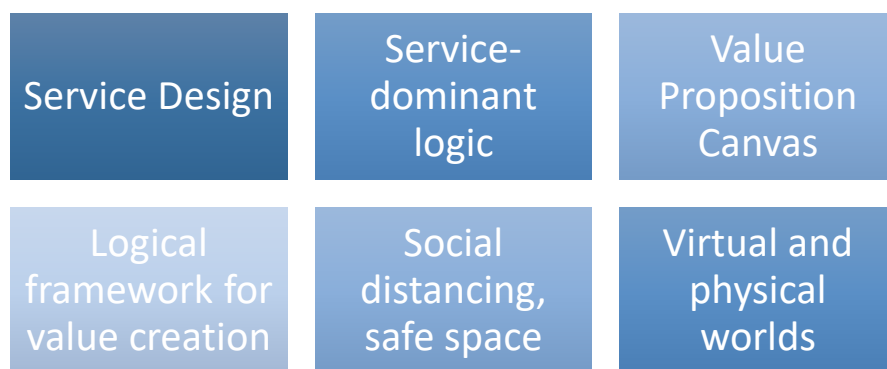 Service Design
Service-
dominant
logic
Value
Proposition
Canvas
Logical
framework for
value creation
Social
distancing,
safe space
Virtual and
physical
worlds